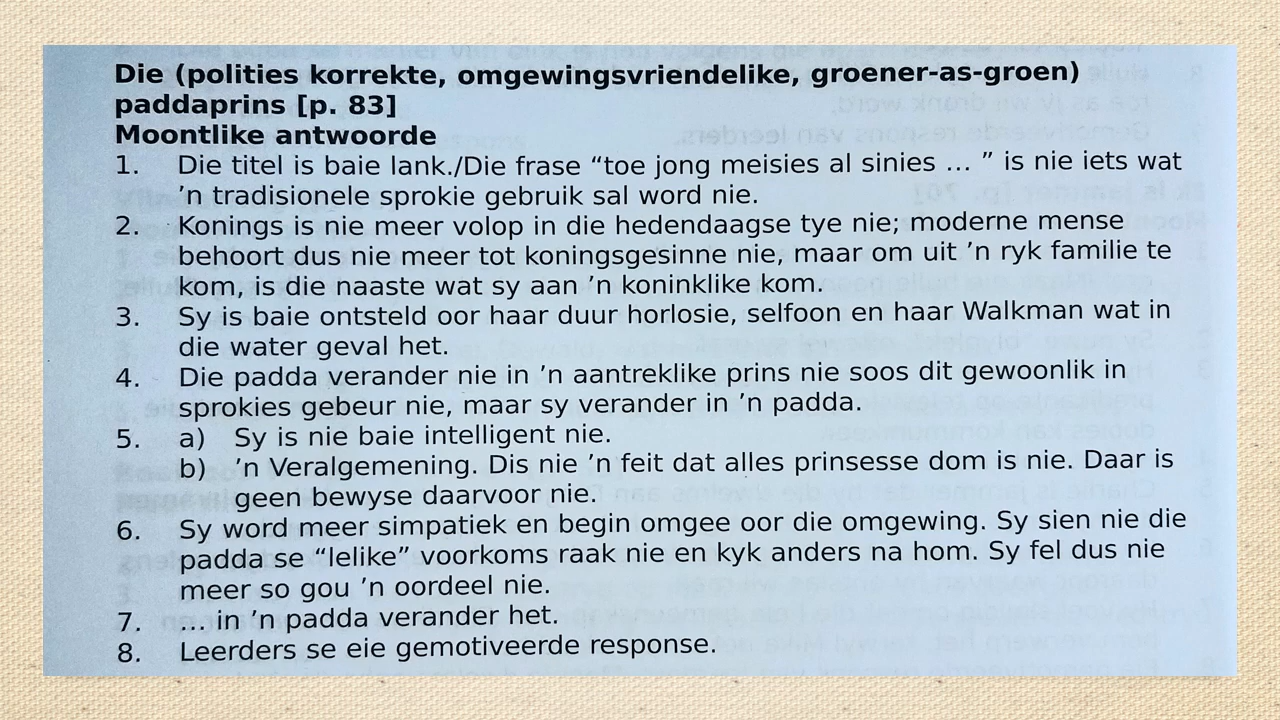 Die (polities korrekte, omgewingsvriendelike, groener-as-groen)
paddaprins [p. 83]
Moontlike antwoorde
1. Die titel is baie lank./Die frase “toe jong meisies al sinies … ” is nie iets wat
’n tradisionele sprokie gebruik sal word nie.
2. Konings is nie meer volop in die hedendaagse tye nie; moderne mense
behoort dus nie meer tot koningsgesinne nie, maar om uit ’n ryk familie te
kom, is die naaste wat sy aan ’n koninklike kom.
3. Sy is baie ontsteld oor haar duur horlosie, selfoon en haar Walkman wat in
die water geval het.
4. Die padda verander nie in ’n aantreklike prins nie soos dit gewoonlik in
sprokies gebeur nie, maar sy verander in ’n padda.
5. a) Sy is nie baie intelligent nie.
b) ’n Veralgemening. Dis nie ’n feit dat alles prinsesse dom is nie. Daar is
geen bewyse daarvoor nie.
6. Sy word meer simpatiek en begin omgee oor die omgewing. Sy sien nie die
padda se “lelike” voorkoms raak nie en kyk anders na hom. Sy fel dus nie
meer so gou ’n oordeel nie.
7. … in ’n padda verander het.
8. Leerders se eie gemotiveerde response.